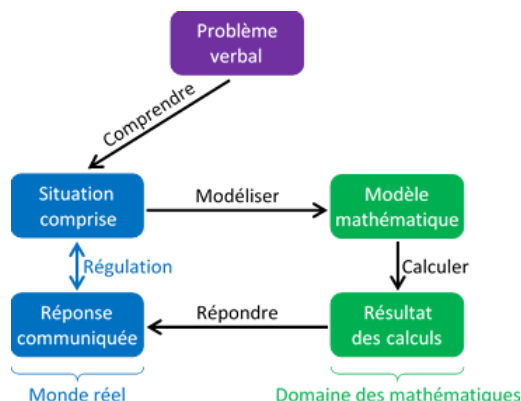 Problème
verbal
Comprendre
Situation
comprise
Modéliser
Modèle
mathématique
Régulation
Calculer
Réponse
communiquée
Répondre
Résultat
des calculs
Monde réel
Domaine des mathématiques